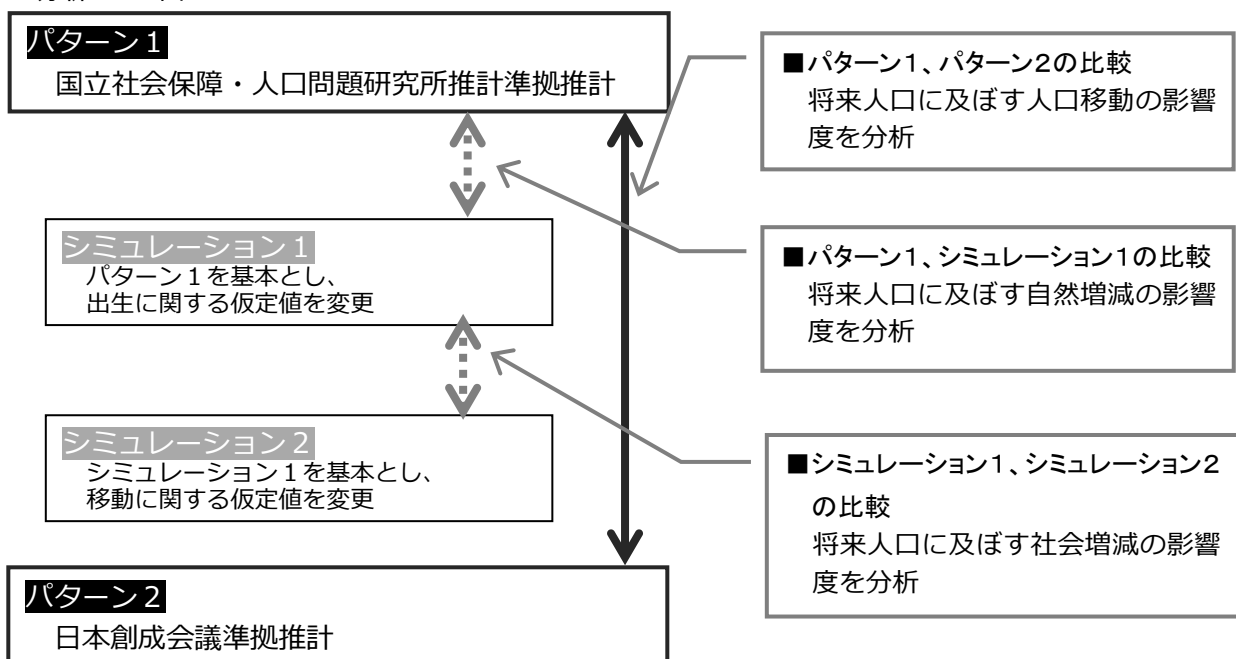 パターン１
国立社会保障・人口問題研究所推計準拠推計
■パターン１、パターン２の比較
将来人口に及ぼす人口移動の影響
度を分析
シミュレーション１
パターン１を基本とし、
出生に関する仮定値を変更
■パターン１、シミュレーション１の比較
将来人口に及ぼす自然増減の影響
度を分析
シミュレーション２
シミュレーション１を基本とし、
移動に関する仮定値を変更
■シミュレーション１、シミュレーション２
の比較
将来人口に及ぼす社会増減の影響
度を分析
パターン２
日本創成会議準拠推計